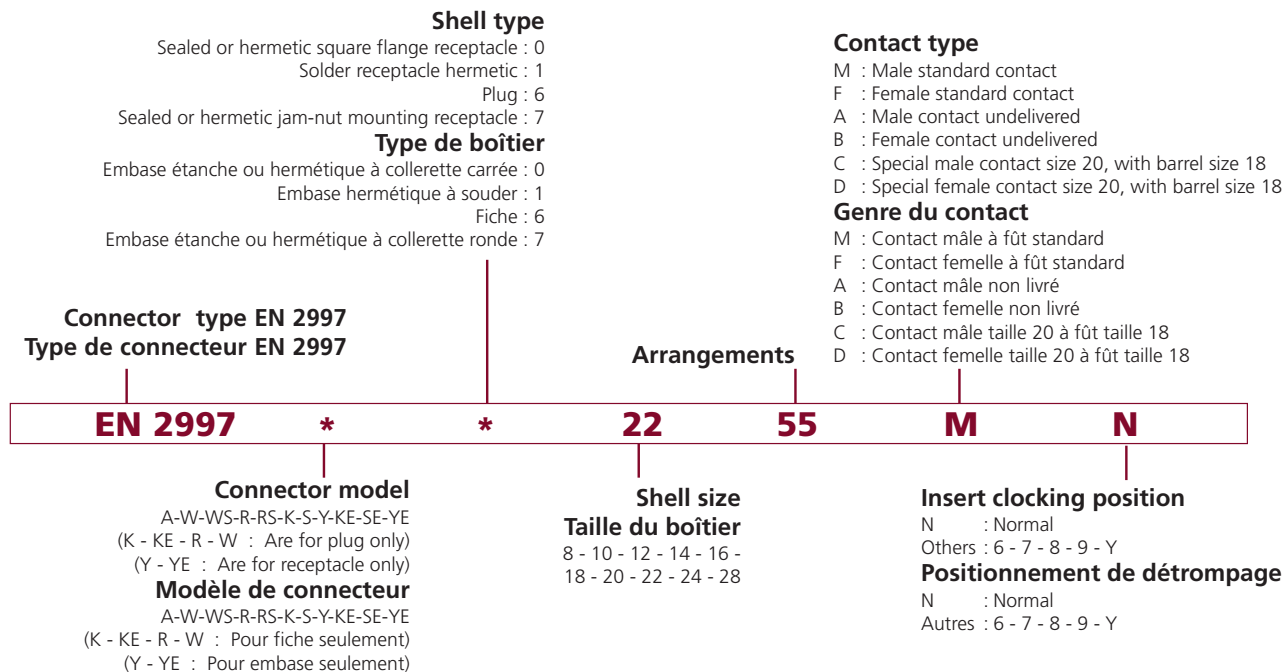 Shell type
Sealed or hermetic square flange receptacle : 0
Solder receptacle hermetic : 1
Plug : 6
Sealed or hermetic jam-nut mounting receptacle : 7
Type de boîtier
Embase étanche ou hermétique à collerette carrée : 0
Embase hermétique à souder : 1
Fiche : 6
Embase étanche ou hermétique à collerette ronde : 7
Contact type
M : Male standard contact
F : Female standard contact
A : Male contact undelivered
B : Female contact undelivered
C : Special male contact size 20, with barrel size 18
D : Special female contact size 20, with barrel size 18
Genre du contact
M : Contact mâle à fût standard
F : Contact femelle à fût standard
A : Contact mâle non livré
B : Contact femelle non livré
C : Contact mâle taille 20 à fût taille 18
D : Contact femelle taille 20 à fût taille 18
Connector type EN 2997
Type de connecteur EN 2997
Arrangements
EN 2997 * * 22 55 M N
Connector model
A-W-WS-R-RS-K-S-Y-KE-SE-YE
(K - KE - R - W : Are for plug only)
(Y - YE : Are for receptacle only)
Modèle de connecteur
A-W-WS-R-RS-K-S-Y-KE-SE-YE
(K - KE - R - W : Pour fiche seulement)
(Y - YE : Pour embase seulement)
Shell size
Taille du boîtier
8 - 10 - 12 - 14 - 16 -
18 - 20 - 22 - 24 - 28
Insert clocking position
N : Normal
Others : 6 - 7 - 8 - 9 - Y
Positionnement de détrompage
N : Normal
Autres : 6 - 7 - 8 - 9 - Y